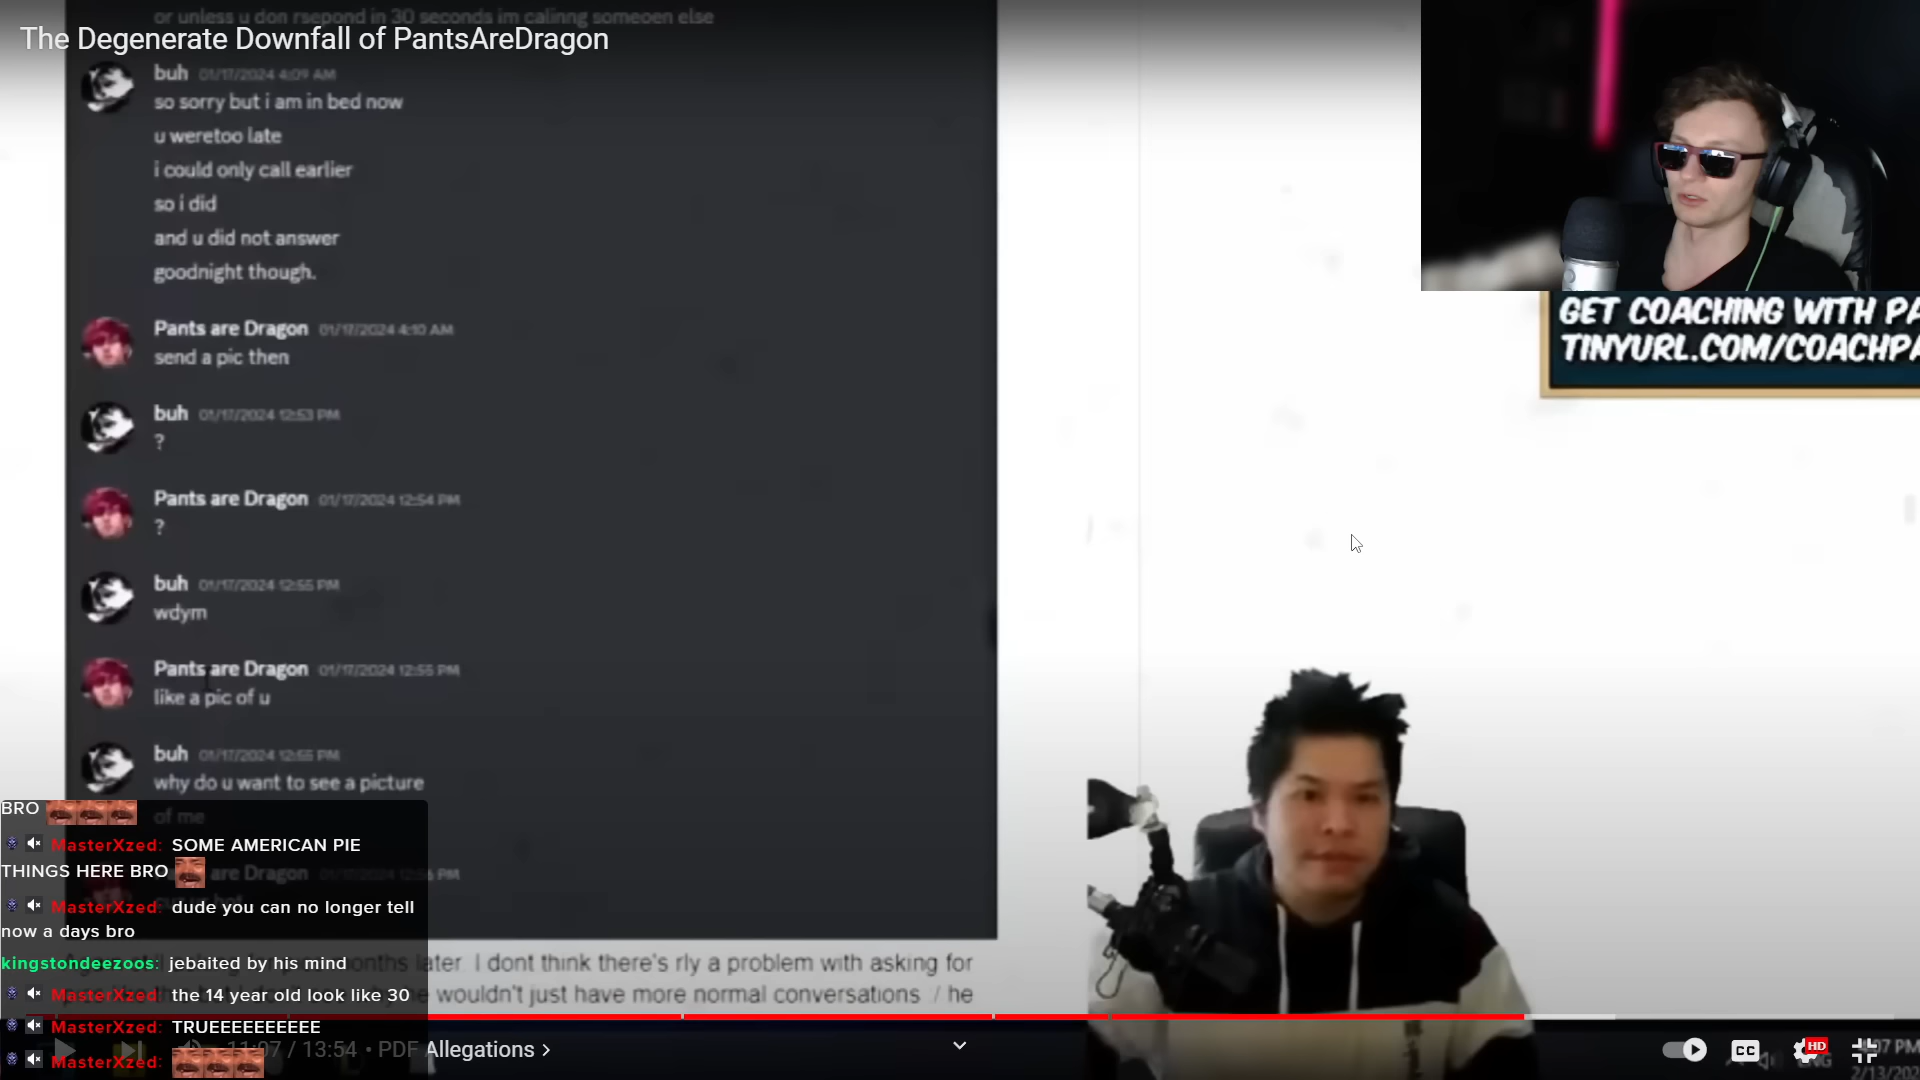 or unless u don rsepond in 30 seconds im calinng someoen else
The Degenerate Downfall of PantsAreDragon
buh 01/17/2024 4:09 AM
so sorry but i am in bed now
u weretoo late
i could only call earlier
so i did
and u did not answer
goodnight though.
Pants are Dragon 01/17/2024 4:10 AM
send a pic then
buh 01/17/2024 12:53 PM
?
Pants are Dragon 01/17/2024 12:54 PM
?
buh 01/17/2024 12:55 PM
wdym
Pants are Dragon 01/17/2024 12:55 PM
like a pic of u
buh 01/17/2024 12:55 PM
why do u want to see a picture
of me
are Dragon
GET COACHING WITH PA
TINYURL.COM/COACHPA
BRO
MasterXzed: SOME AMERICAN PIE
THINGS HERE BRO
MasterXzed: dude you can no longer tell
now a days bro
kingstondeezoos: jebaited by his mind
MasterXzed: the 14 year old look like 30
MasterXzed: TRUEEEEEEEEEE
MasterXzed:
later. I dont think there's rly a problem with asking for
wouldn't just have more normal conversations :/ he
11:07 / 13:54 • PDF Allegations
CC
HD
07 PM
ENG